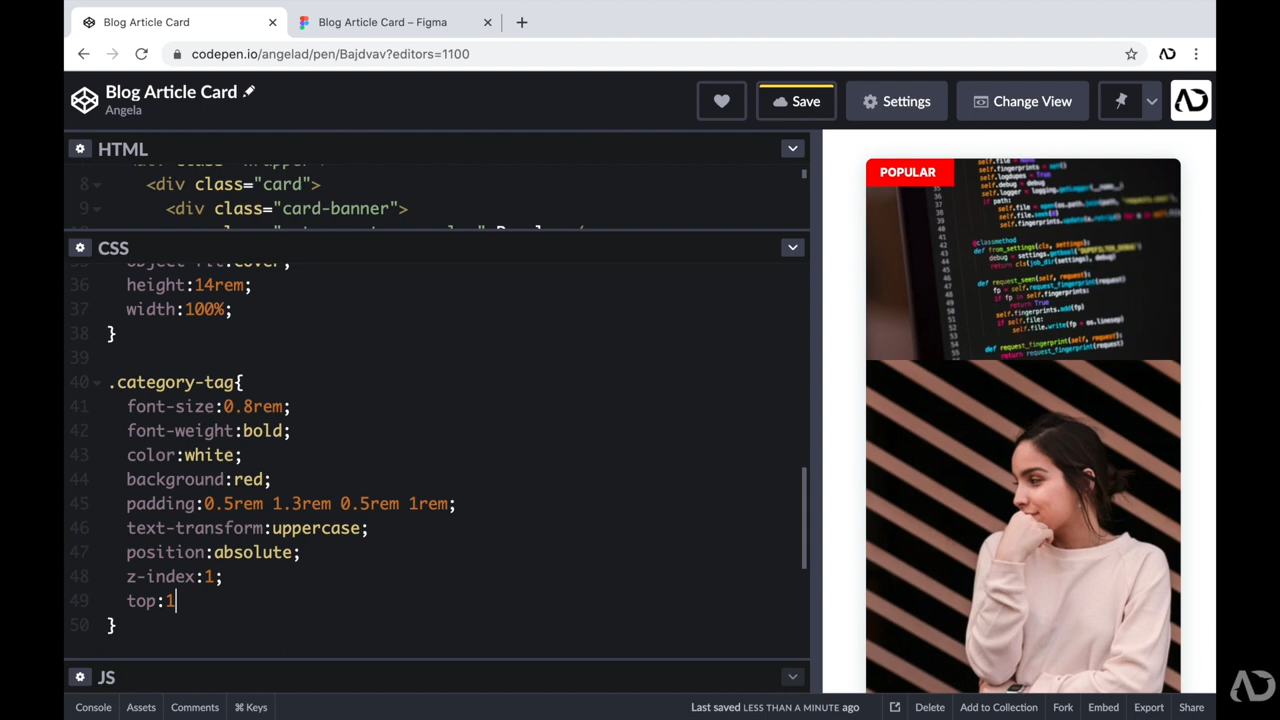 Blog Article Card
Blog Article Card – Figma
codepen.io/angelad/pen/Bajdvav?editors=1100
Blog Article Card
Angela
Save
Settings
Change View
HTML
8 <div class="card">
9 <div class="card-banner">
CSS
36 height:14rem;
37 width:100%;
38 }
39
40 .category-tag{
41 font-size:0.8rem;
42 font-weight:bold;
43 color:white;
44 background:red;
45 padding:0.5rem 1.3rem 0.5rem 1rem;
46 text-transform:uppercase;
47 position:absolute;
48 z-index:1;
49 top:1
50 }
JS
POPULAR
Console Assets Comments ⌘ Keys
Last saved LESS THAN A MINUTE ago
Delete Add to Collection Fork Embed Export Share